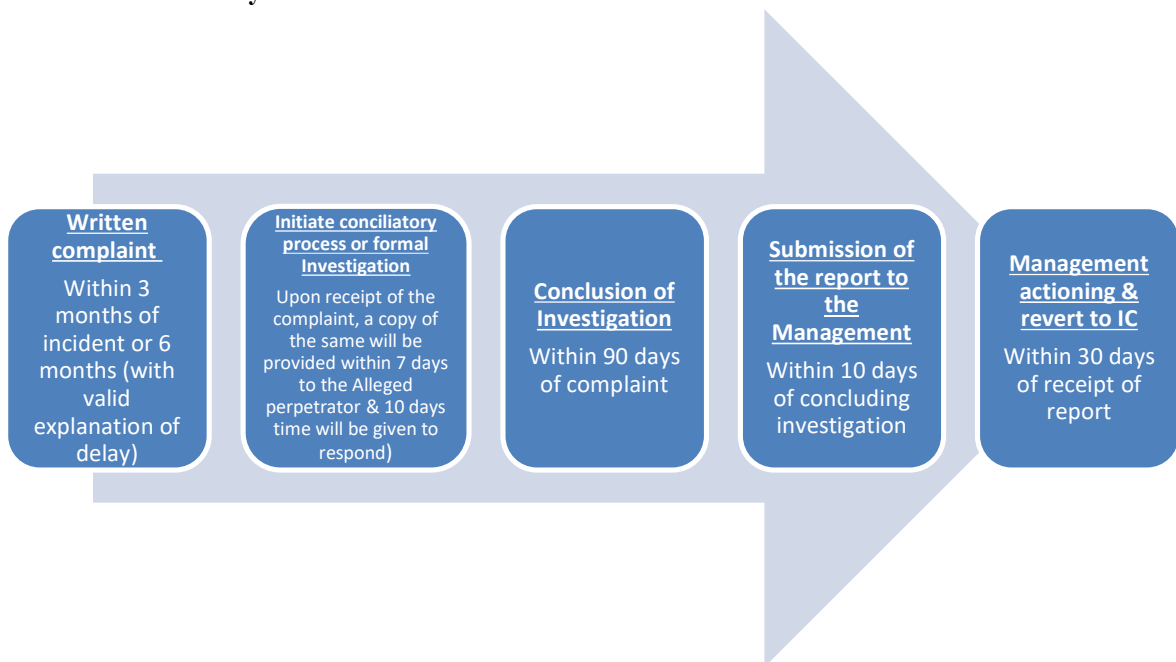 Written
complaint
Within 3
months of
incident or 6
months (with
valid
explanation of
delay)
Initiate conciliatory
process or formal
Investigation
Upon receipt of the
complaint, a copy of
the same will be
provided within 7 days
to the Alleged
perpetrator & 10 days
time will be given to
respond)
Conclusion of
Investigation
Within 90 days
of complaint
Submission of
the report to
the
Management
Within 10 days
of concluding
investigation
Management
actioning &
revert to IC
Within 30 days
of receipt of
report